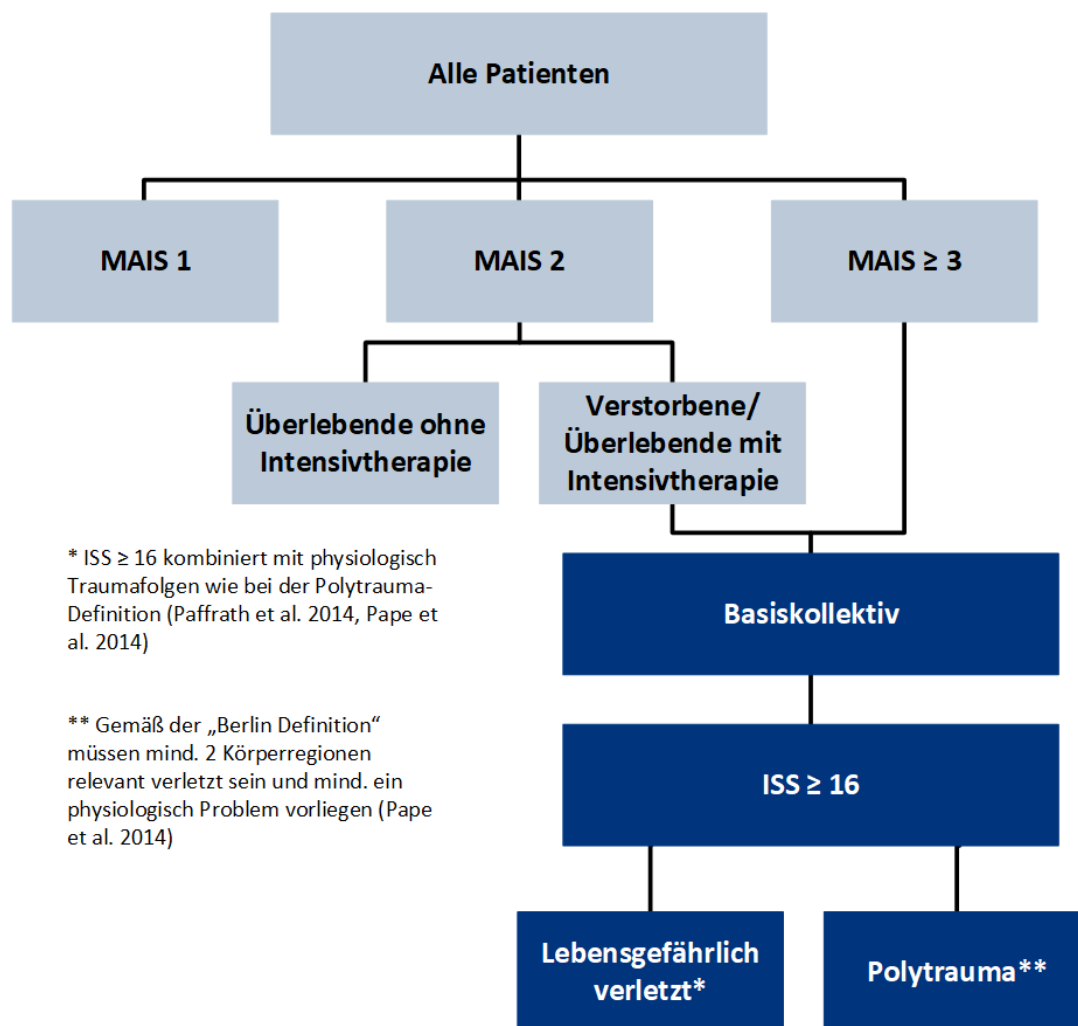 Alle Patienten
MAIS 1
MAIS 2
MAIS ≥ 3
Überlebende ohne
Intensivtherapie
Verstorbene/
Überlebende mit
Intensivtherapie
* ISS ≥ 16 kombiniert mit physiologisch
Traumafolgen wie bei der Polytrauma-
Definition (Paffrath et al. 2014, Pape et
al. 2014)
Basiskollektiv
** Gemäß der „Berlin Definition“
müssen mind. 2 Körperregionen
relevant verletzt sein und mind. ein
physiologisch Problem vorliegen (Pape
et al. 2014)
ISS ≥ 16
Lebensgefährlich
verletzt*
Polytrauma**